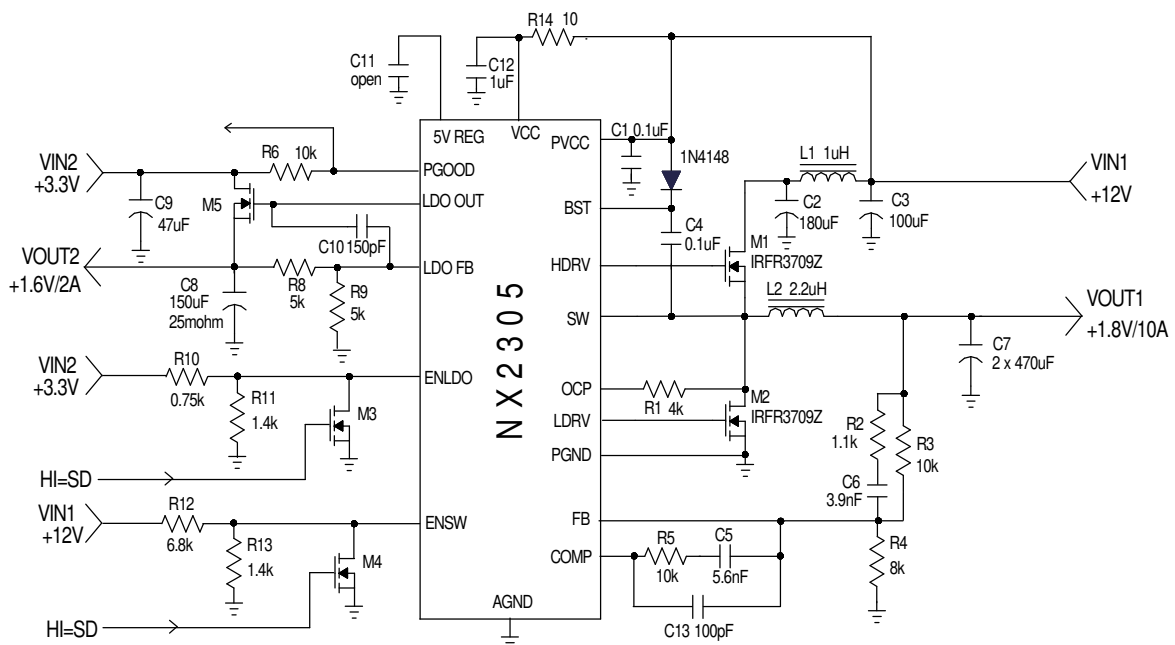 R14 10
C11
open
C12
1uF
5V REG
VCC
C1 0.1uF
PVCC
1N4148
L1 1uH
VIN1
+12V
VIN2
+3.3V
R6 10k
PGOOD
M5
LDO OUT
C9
47uF
C10 150pF
BST
C4
0.1uF
C2
180uF
C3
100uF
M1
IRFR3709Z
HDRV
VOUT2
+1.6V/2A
LDO FB
C8
150uF
25mohm
R8
5k
R9
5k
NX2305
SW
L2 2.2uH
VOUT1
+1.8V/10A
C7
2 x 470uF
VIN2
+3.3V
R10
0.75k
ENLDO
R11
1.4k
M3
HI=SD
OCP
R1 4k
M2
IRFR3709Z
LDRV
PGND
R2
1.1k
R3
10k
C6
3.9nF
VIN1
+12V
R12
6.8k
ENSW
R13
1.4k
M4
HI=SD
FB
COMP
R5
10k
C5
5.6nF
R4
8k
C13 100pF
AGND